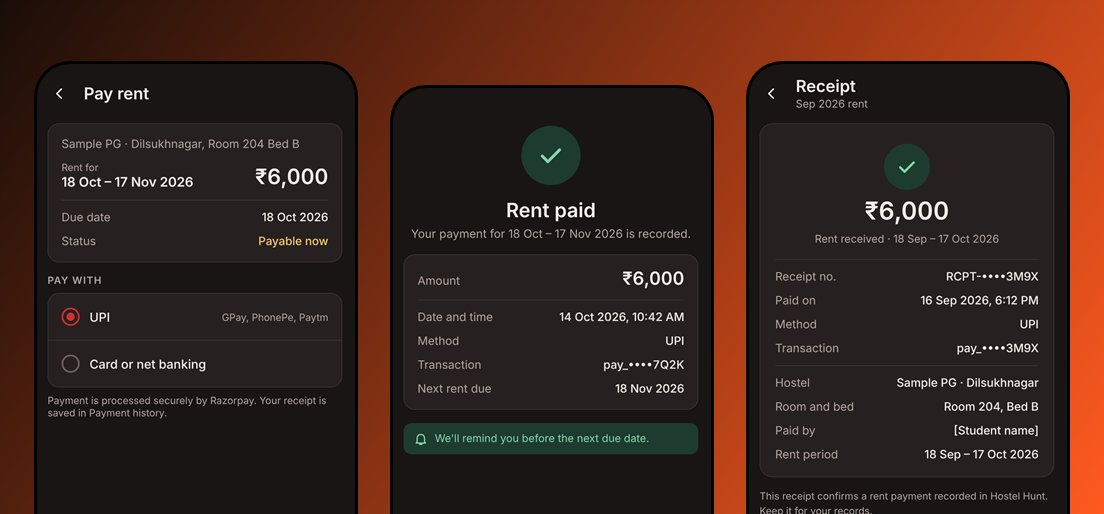 Pay rent
Sample PG · Dilsukhnagar, Room 204 Bed B
Rent for
18 Oct – 17 Nov 2026
₹6,000
Due date
18 Oct 2026
Status
Payable now
PAY WITH
UPI
GPay, PhonePe, Paytm
Card or net banking
Payment is processed securely by Razorpay. Your receipt is
saved in Payment history.
Rent paid
Your payment for 18 Oct – 17 Nov 2026 is recorded.
Amount
₹6,000
Date and time
14 Oct 2026, 10:42 AM
Method
UPI
Transaction
pay_••••7Q2K
Next rent due
18 Nov 2026
We'll remind you before the next due date.
Receipt
Sep 2026 rent
₹6,000
Rent received · 18 Sep – 17 Oct 2026
Receipt no.
RCPT-••••3M9X
Paid on
16 Sep 2026, 6:12 PM
Method
UPI
Transaction
pay_••••3M9X
Hostel
Sample PG · Dilsukhnagar
Room and bed
Room 204, Bed B
Paid by
[Student name]
Rent period
18 Sep – 17 Oct 2026
This receipt confirms a rent payment recorded in Hostel Hunt.
Keep it for your records.